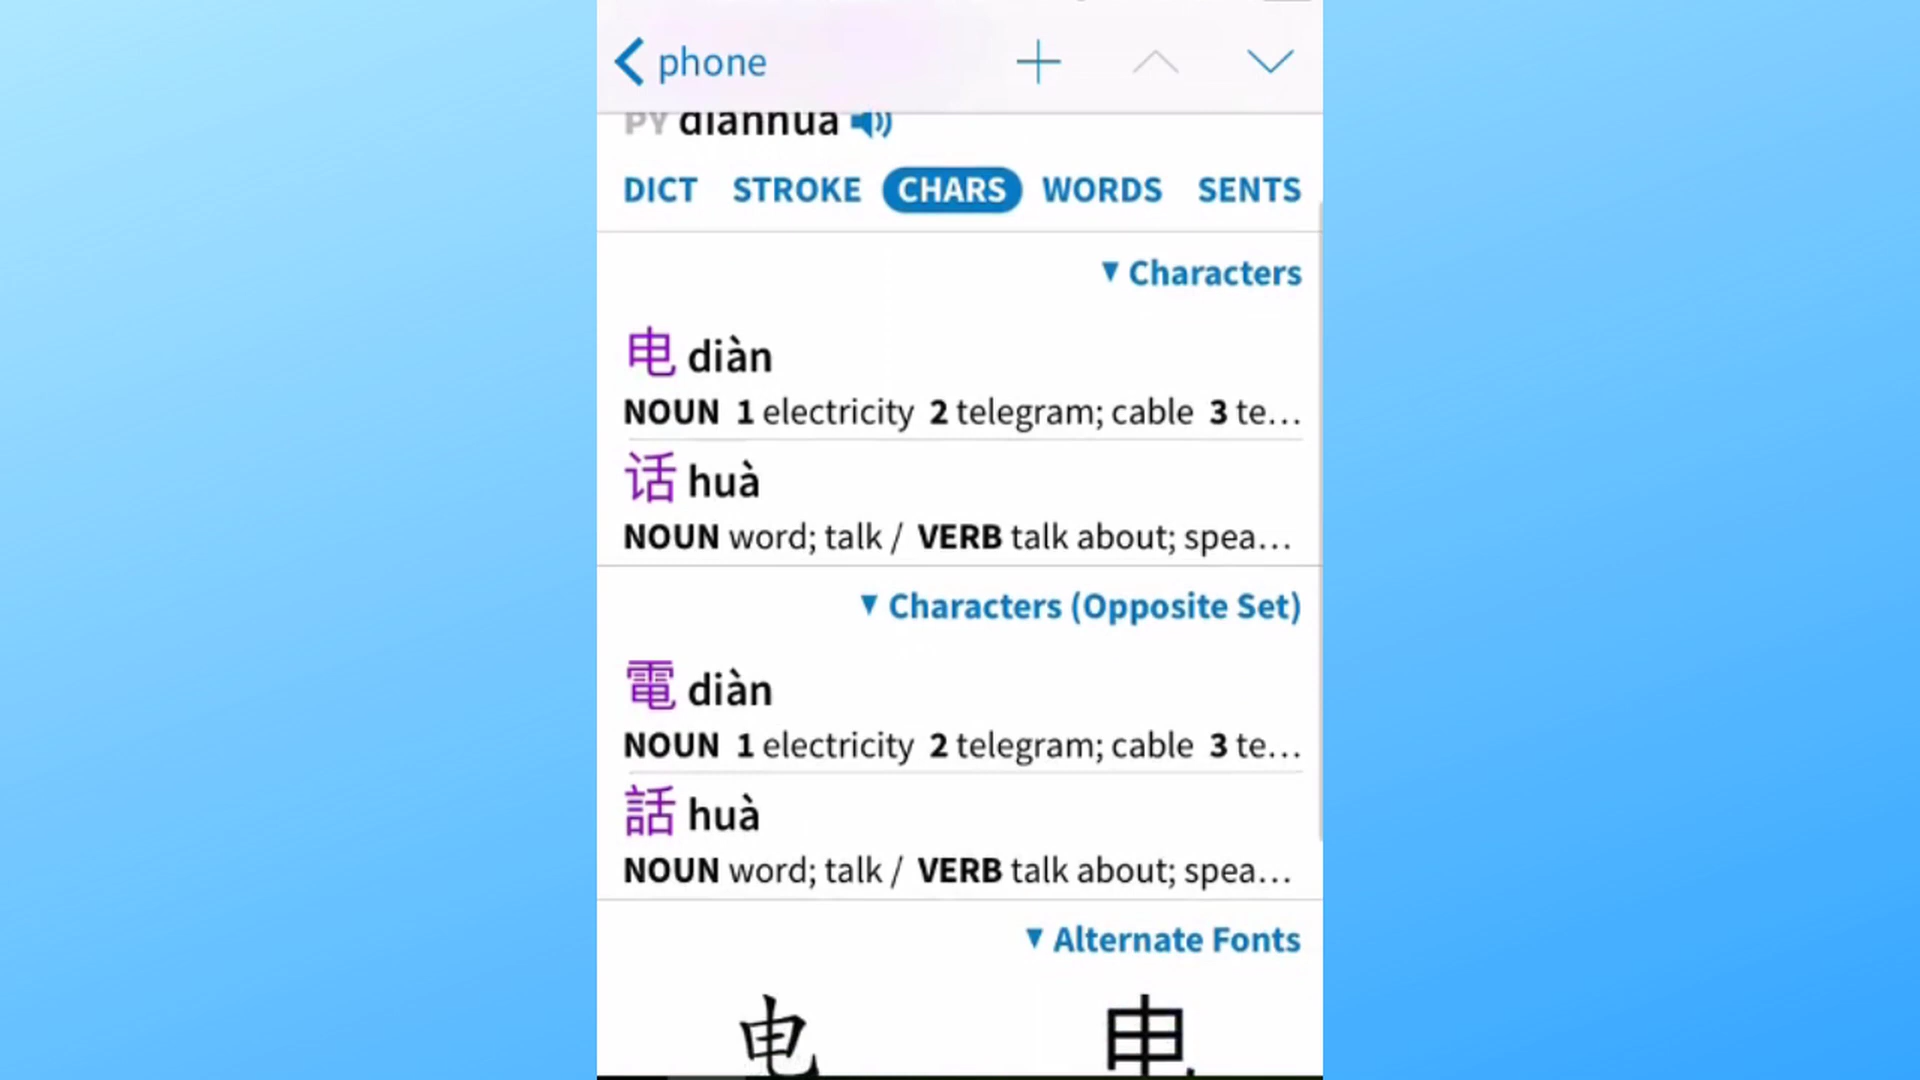 phone
PY diànhuà
DICT STROKE CHARS WORDS SENTS
▼ Characters
电 diàn
NOUN 1 electricity 2 telegram; cable 3 te...
话 huà
NOUN word; talk / VERB talk about; spea...
▼ Characters (Opposite Set)
電 diàn
NOUN 1 electricity 2 telegram; cable 3 te...
話 huà
NOUN word; talk / VERB talk about; spea...
▼ Alternate Fonts
电 电